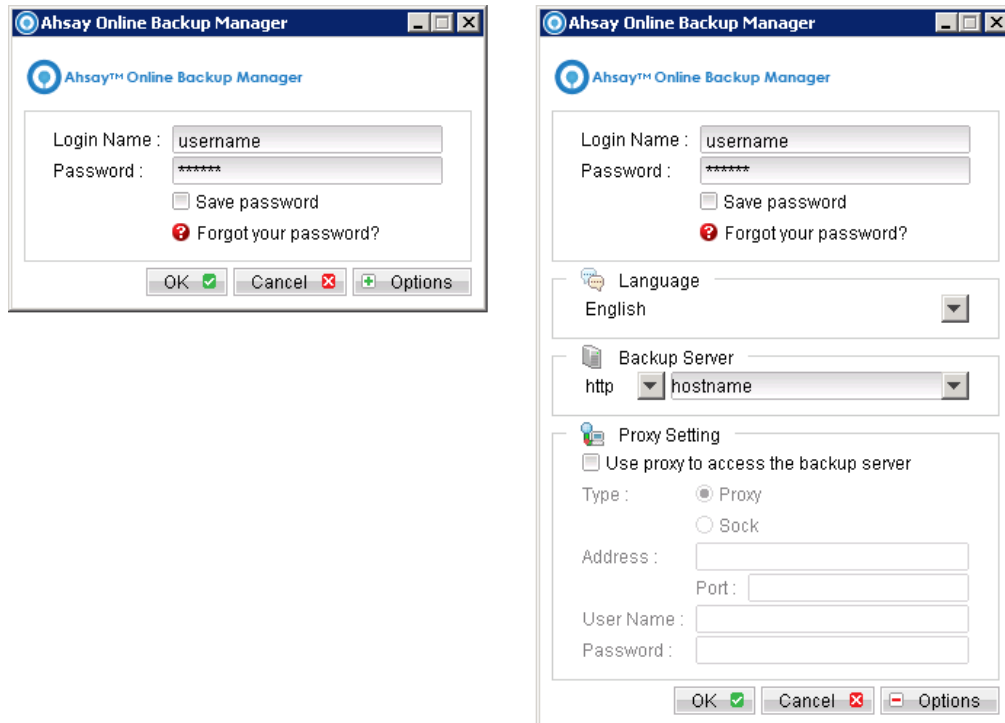 Ahsay Online Backup Manager
Ahsay™ Online Backup Manager
Login Name : username
Password : ******
Save password
Forgot your password?
OK Cancel Options
Ahsay Online Backup Manager
Ahsay™ Online Backup Manager
Login Name : username
Password : ******
Save password
Forgot your password?
Language
English
Backup Server
http hostname
Proxy Setting
Use proxy to access the backup server
Type : Proxy
Sock
Address :
Port :
User Name :
Password :
OK Cancel Options